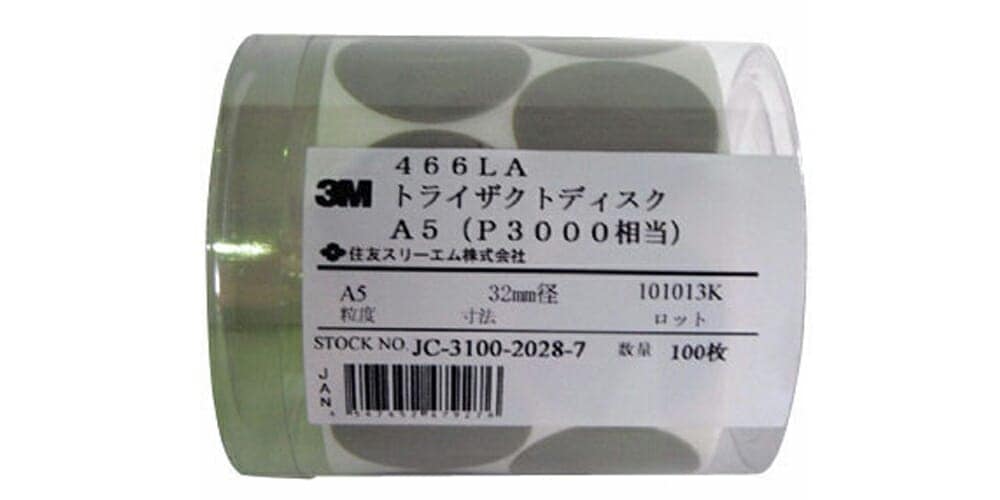 466LA
3M トライザクトディスク
A5(P3000相当)
住友スリーエム株式会社
A5 32mm径 101013K
粒度 寸法 ロット
STOCK NO. JC-3100-2028-7 数量 100枚
JAN